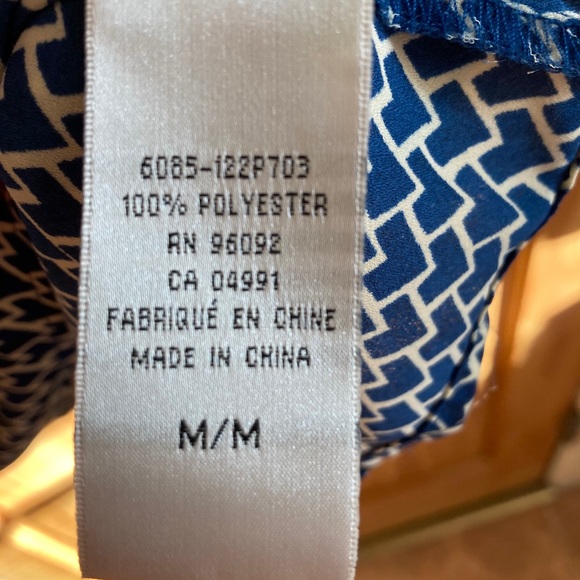 6085-122P703
100% POLYESTER
RN 96092
CA 04991
FABRIQUÉ EN CHINE
MADE IN CHINA
M/M